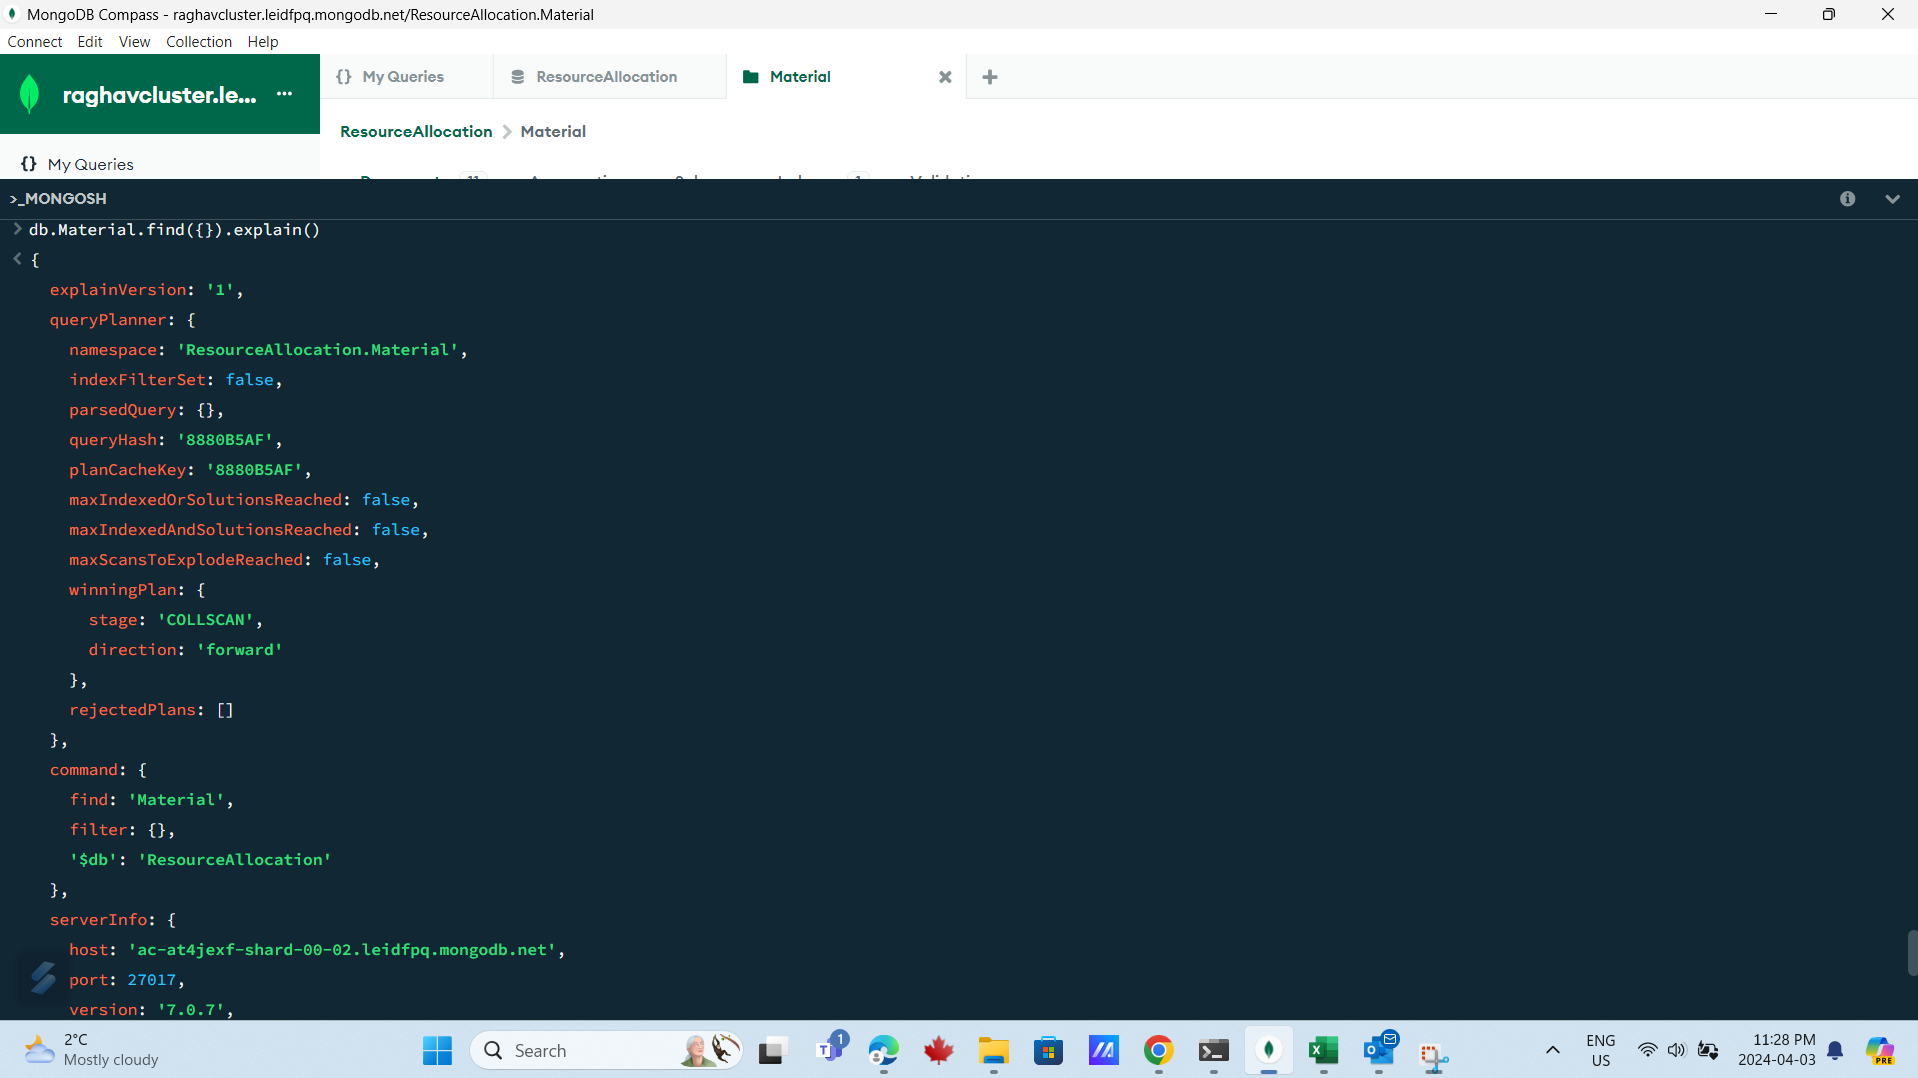 MongoDB Compass - raghavcluster.leidfpq.mongodb.net/ResourceAllocation.Material
Connect Edit View Collection Help
raghavcluster.le... ...
{} My Queries
ResourceAllocation
Material
ResourceAllocation > Material
{} My Queries
>_MONGOSH
> db.Material.find({}).explain()
< {
explainVersion: '1',
queryPlanner: {
namespace: 'ResourceAllocation.Material',
indexFilterSet: false,
parsedQuery: {},
queryHash: '8880B5AF',
planCacheKey: '8880B5AF',
maxIndexedOrSolutionsReached: false,
maxIndexedAndSolutionsReached: false,
maxScansToExplodeReached: false,
winningPlan: {
stage: 'COLLSCAN',
direction: 'forward'
},
rejectedPlans: []
},
command: {
find: 'Material',
filter: {},
'$db': 'ResourceAllocation'
},
serverInfo: {
host: 'ac-at4jexf-shard-00-02.leidfpq.mongodb.net',
port: 27017,
version: '7.0.7',
2°C
Mostly cloudy
Search
1
ENG
US
11:28 PM
2024-04-03
PRE